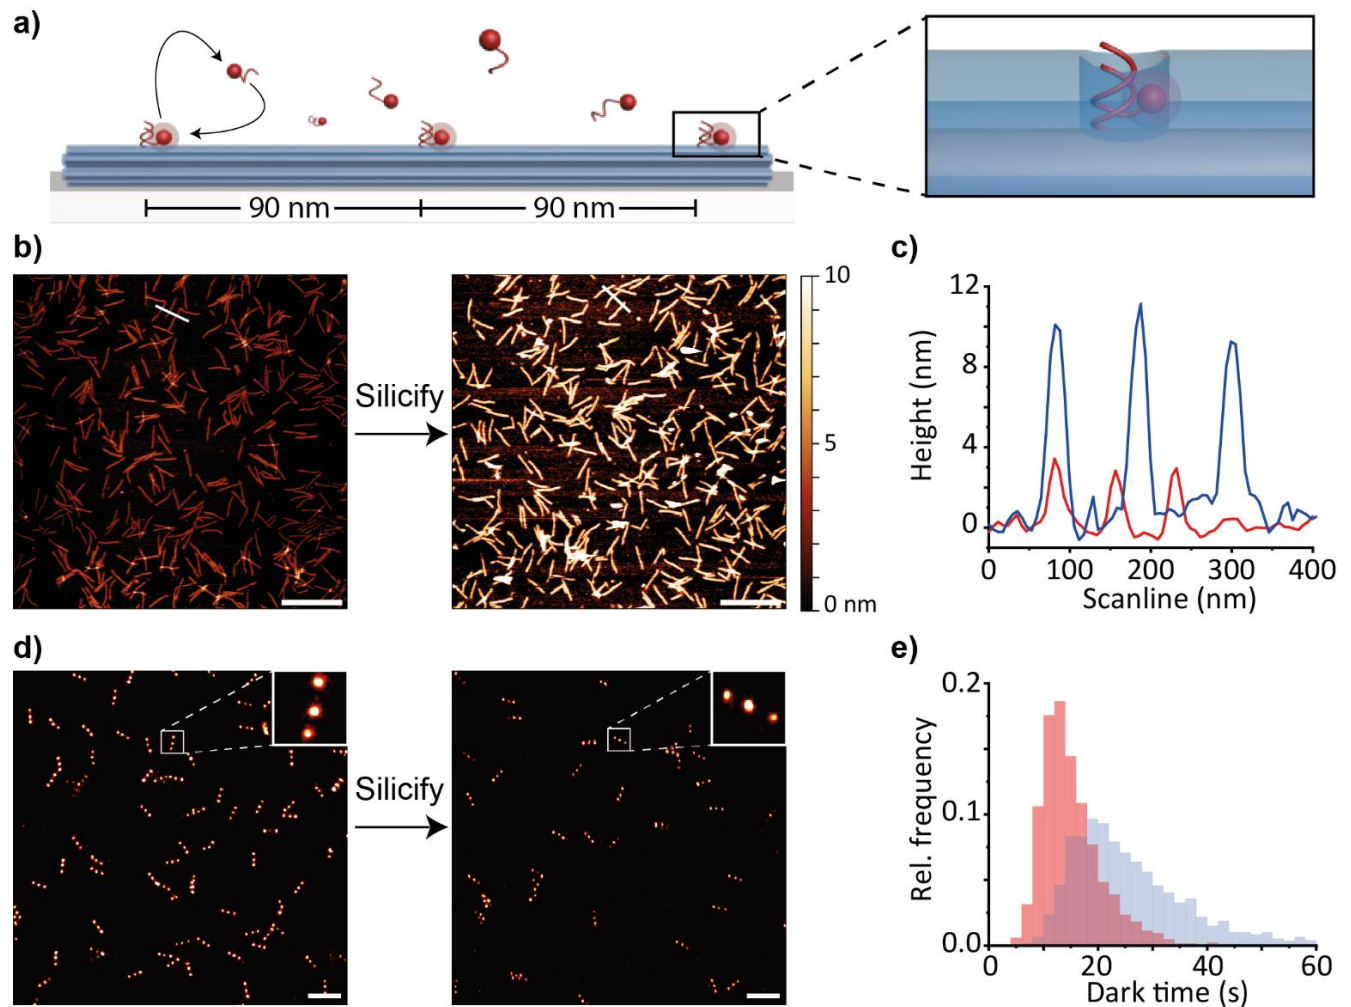 a)
90 nm
90 nm
b)
Silicify
10
5
0 nm
c)
12
8
4
0
Height (nm)
0
100
200
300
400
Scanline (nm)
d)
Silicify
e)
0.2
0.1
0.0
Rel. frequency
0
20
40
60
Dark time (s)